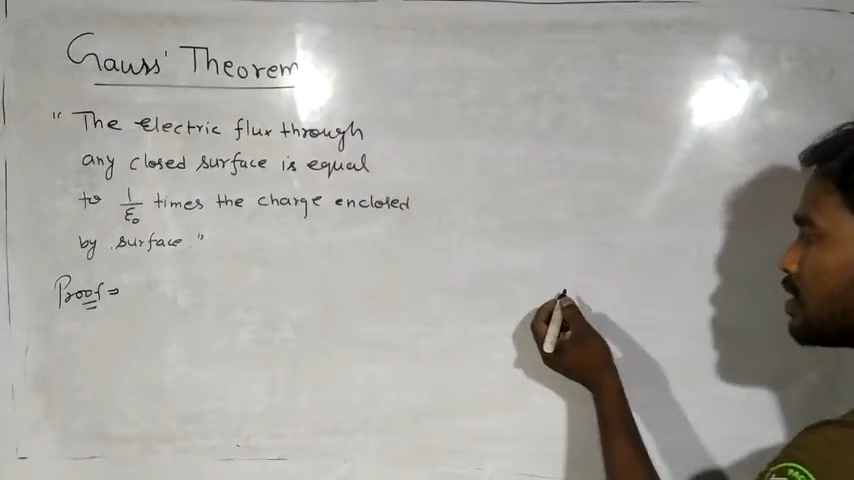 Gauss' Theorem
" The electric flux through
any closed surface is equal
to 1/ε₀ times the charge enclosed
by surface."
Proof ⇒